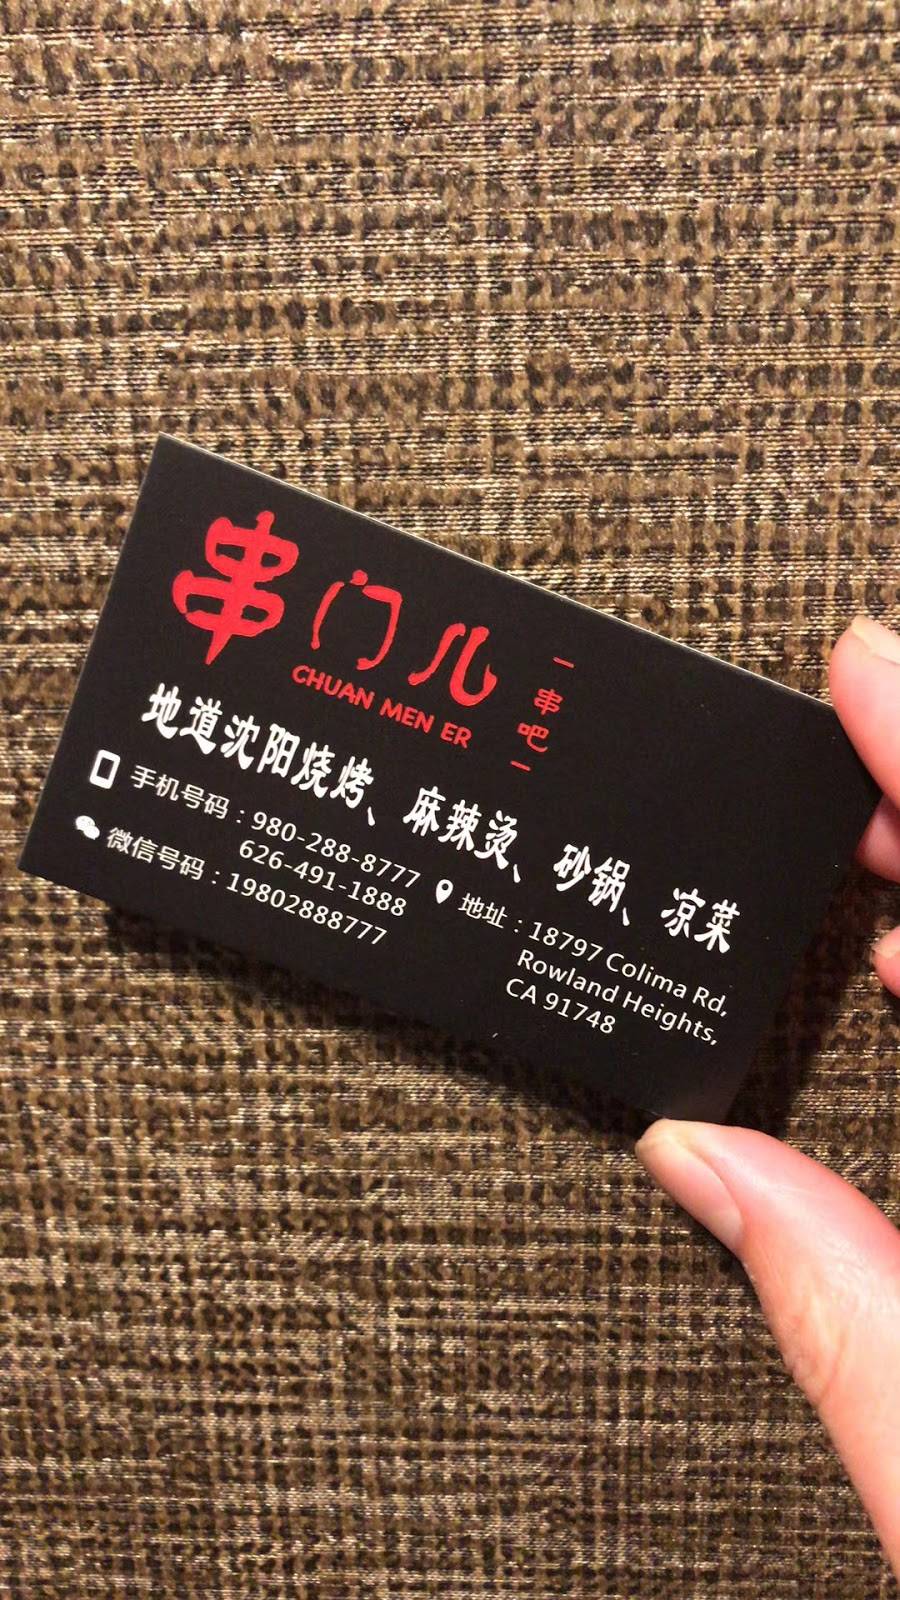 串门儿
CHUAN MEN ER
一串吧一
地道沈阳烧烤、麻辣烫、砂锅、凉菜
手机号码：980-288-8777
626-491-1888
微信号码：19802888777
地址：18797 Colima Rd,
Rowland Heights,
CA 91748